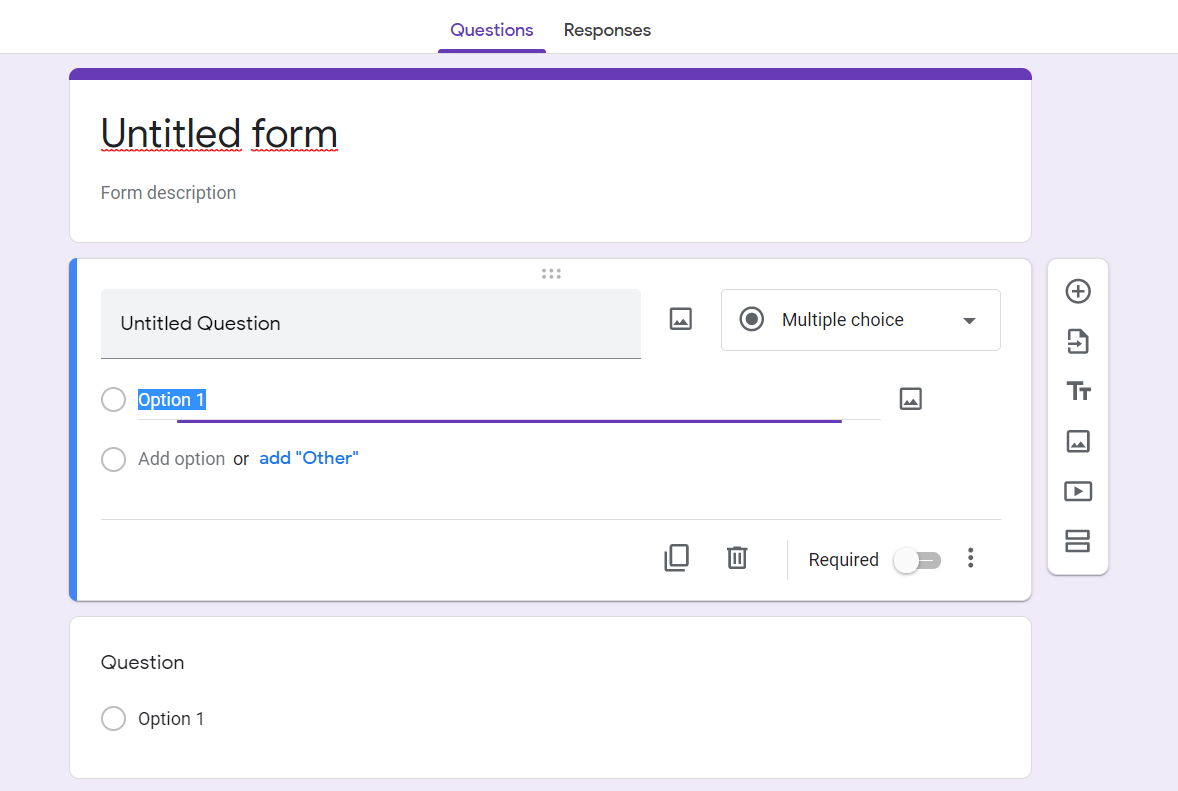 Questions Responses
Untitled form
Form description
Untitled Question
Multiple choice
Option 1
Add option or add "Other"
Required
Question
Option 1